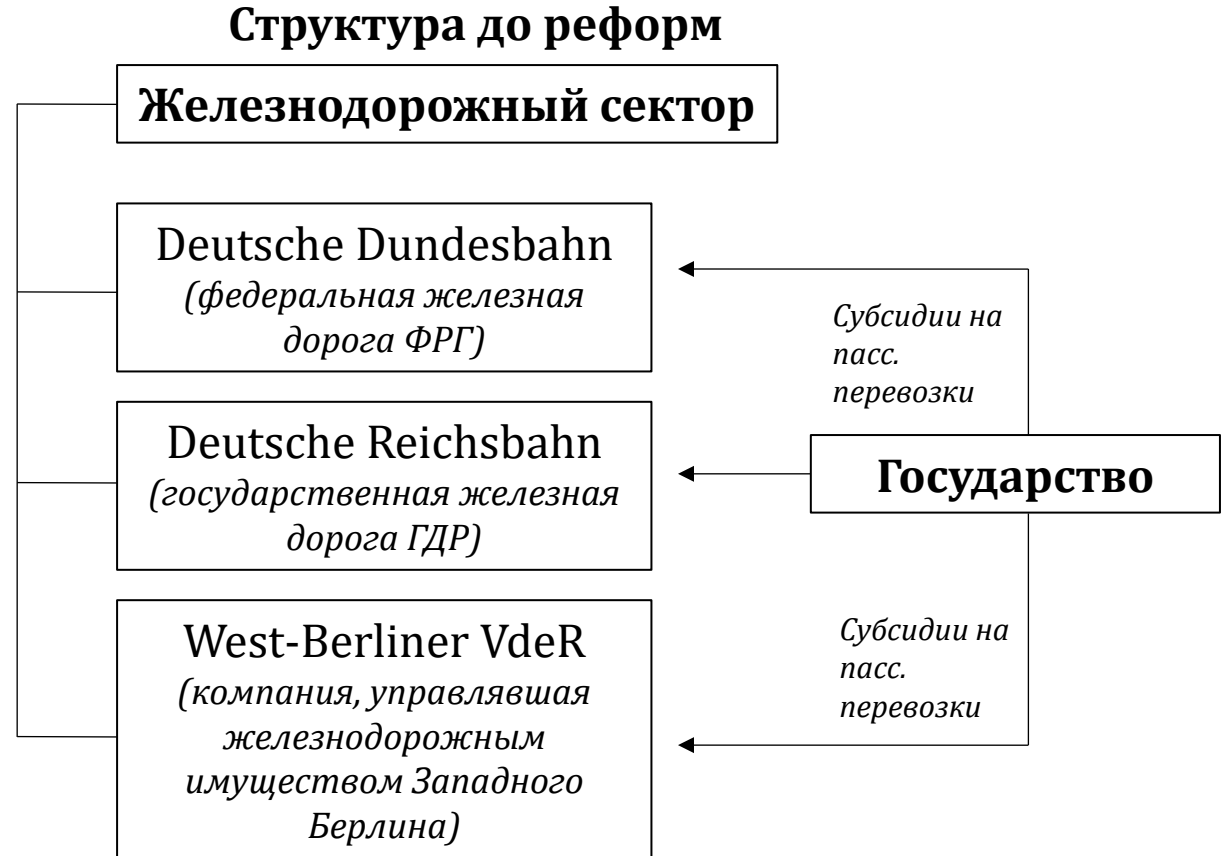 Структура до реформ
Железнодорожный сектор
Deutsche Dundesbahn
(федеральная железная
дорога ФРГ)
Deutsche Reichsbahn
(государственная железная
дорога ГДР)
West-Berliner VdeR
(компания, управлявшая
железнодорожным
имуществом Западного
Берлина)
Субсидии на
пасс.
перевозки
Государство
Субсидии на
пасс.
перевозки